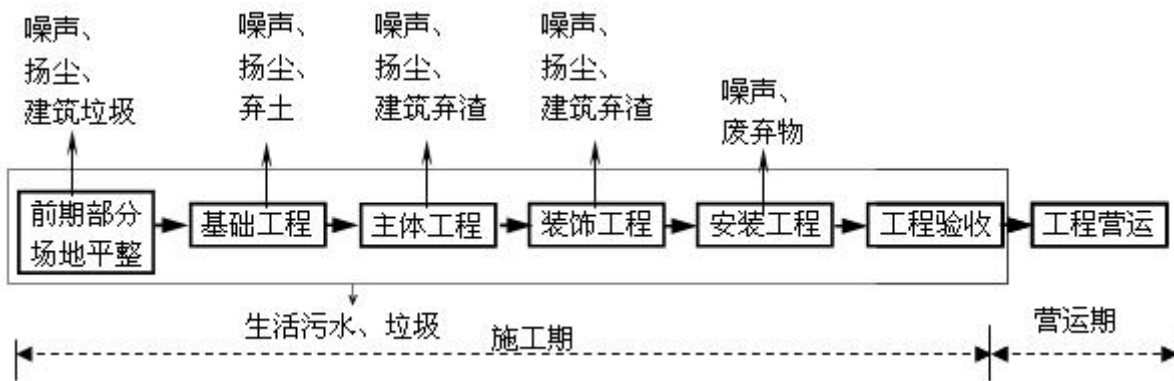 噪声、
扬尘、
建筑垃圾
噪声、
扬尘、
弃土
噪声、
扬尘、
建筑弃渣
噪声、
扬尘、
建筑弃渣
噪声、
废弃物
前期部分
场地平整
基础工程
主体工程
装饰工程
安装工程
工程验收
工程营运
生活污水、垃圾
施工期
营运期